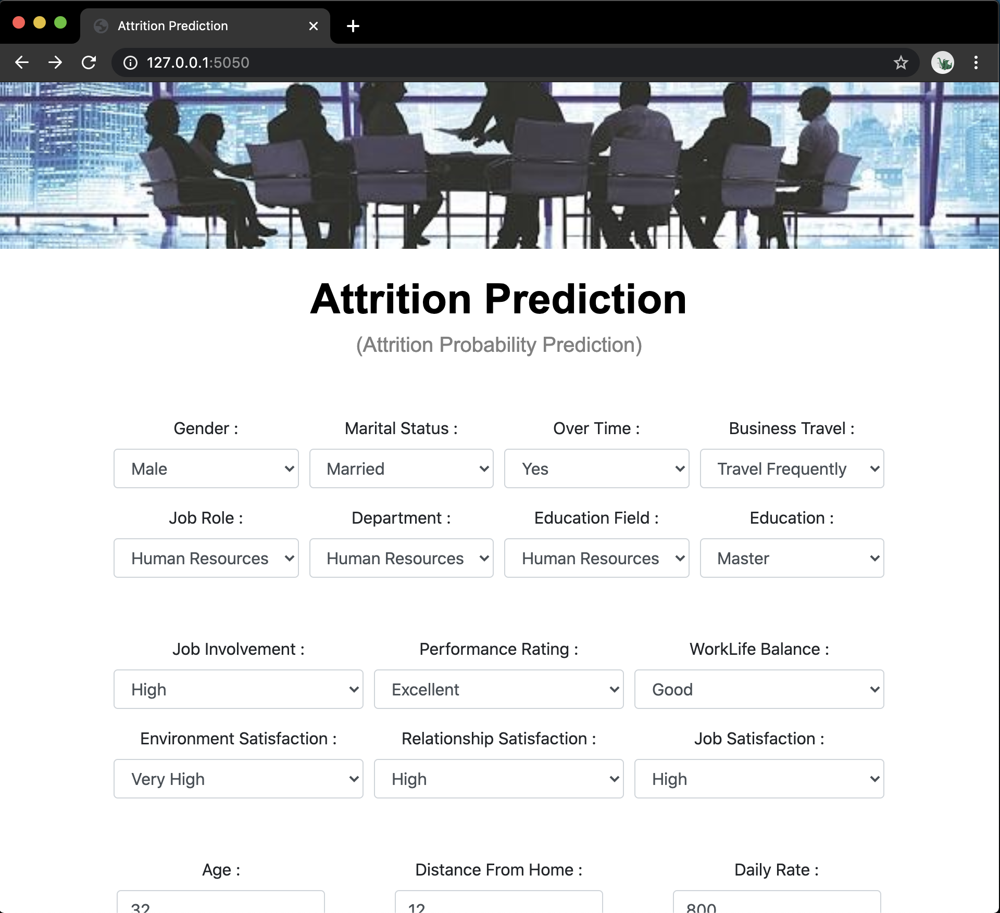 Attrition Prediction
127.0.0.1:5050
Attrition Prediction
(Attrition Probability Prediction)
Gender : Marital Status : Over Time : Business Travel :
Male Married Yes Travel Frequently
Job Role : Department : Education Field : Education :
Human Resources Human Resources Human Resources Master
Job Involvement : Performance Rating : WorkLife Balance :
High Excellent Good
Environment Satisfaction : Relationship Satisfaction : Job Satisfaction :
Very High High High
Age : Distance From Home : Daily Rate :
32 12 800